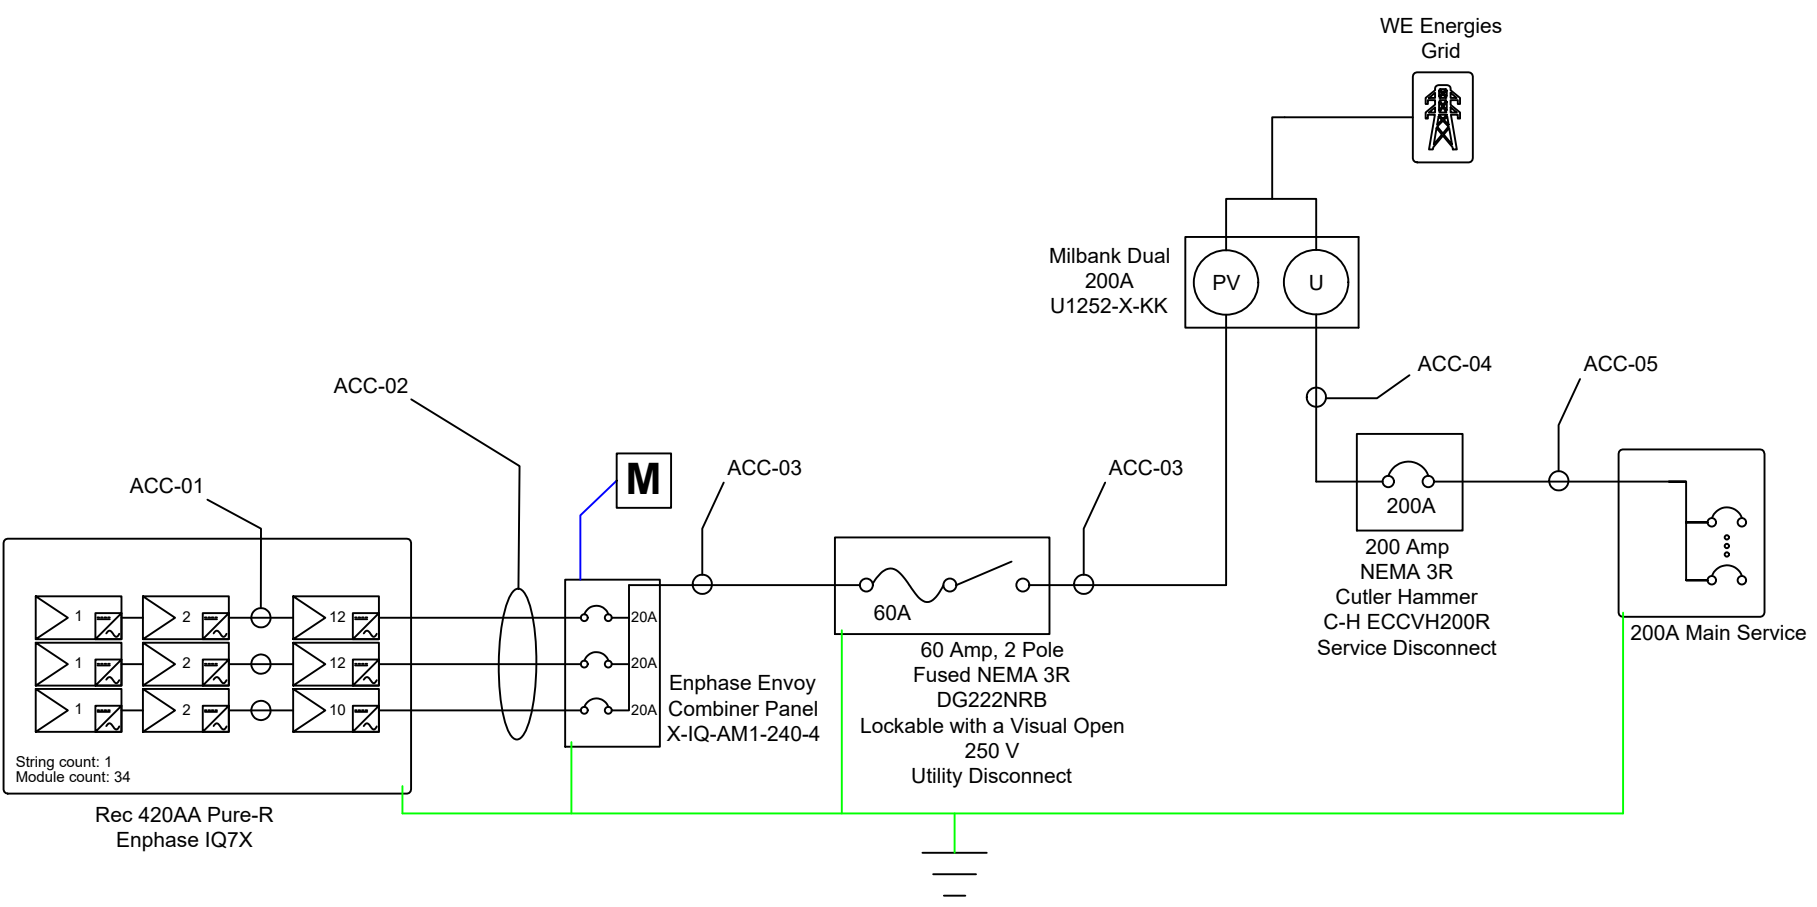 WE Energies
Grid
Milbank Dual
200A
U1252-X-KK
PV
U
ACC-04
ACC-05
ACC-02
M
ACC-03
ACC-03
ACC-01
200A
200 Amp
NEMA 3R
Cutler Hammer
C-H ECCVH200R
Service Disconnect
200A Main Service
1
2
12
20A
1
2
12
20A
1
2
10
20A
60A
60 Amp, 2 Pole
Fused NEMA 3R
DG222NRB
Lockable with a Visual Open
250 V
Utility Disconnect
Enphase Envoy
Combiner Panel
X-IQ-AM1-240-4
String count: 1
Module count: 34
Rec 420AA Pure-R
Enphase IQ7X